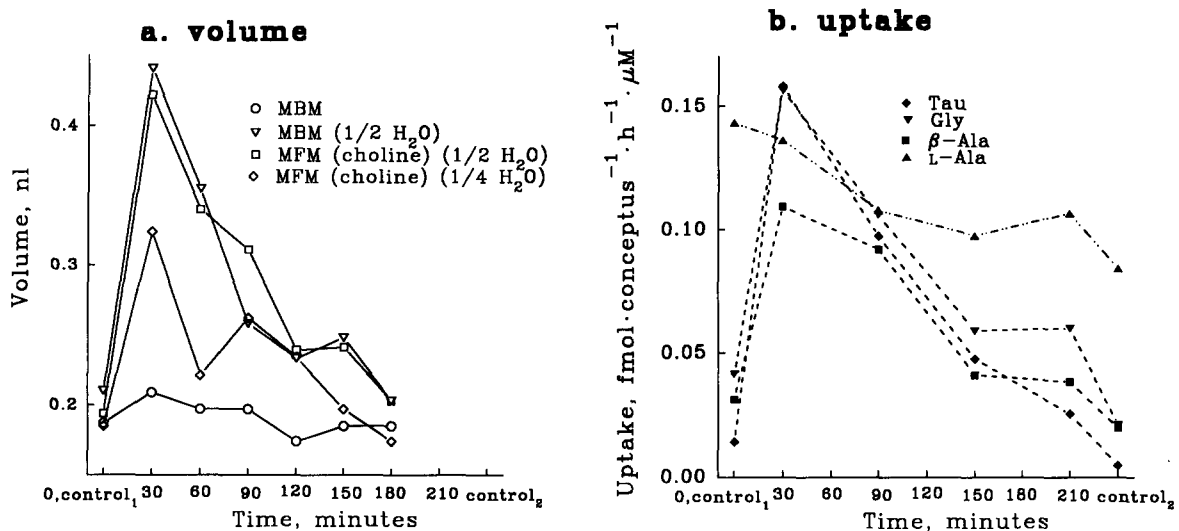 a. volume
Volume, nl
0.4
0.3
0.2
○ MBM
▽ MBM (1/2 H₂O)
□ MFM (choline) (1/2 H₂O)
◇ MFM (choline) (1/4 H₂O)
0,control₁ 30 60 90 120 150 180 210 control₂
Time, minutes
b. uptake
Uptake, fmol·conceptus⁻¹·h⁻¹·μM⁻¹
0.15
0.10
0.05
0.00
◆ Tau
▼ Gly
■ β-Ala
▲ L-Ala
0,control₁ 30 60 90 120 150 180 210 control₂
Time, minutes